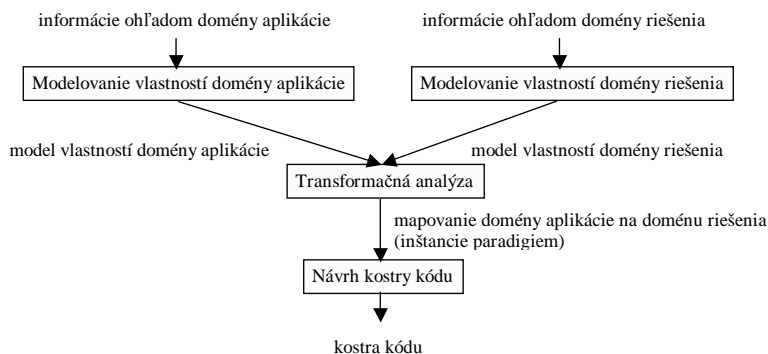 informácie ohľadom domény aplikácie
informácie ohľadom domény riešenia
Modelovanie vlastností domény aplikácie
Modelovanie vlastností domény riešenia
model vlastností domény aplikácie
model vlastností domény riešenia
Transformačná analýza
mapovanie domény aplikácie na doménu riešenia
(inštancie paradigiem)
Návrh kostry kódu
kostra kódu